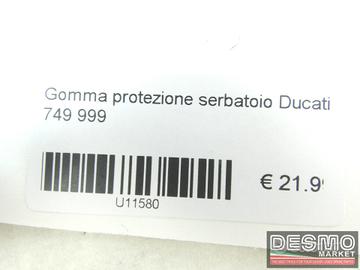 Gomma protezione serbatoio Ducati
749 999
€ 21.9
U11580
DESMO
MARKET